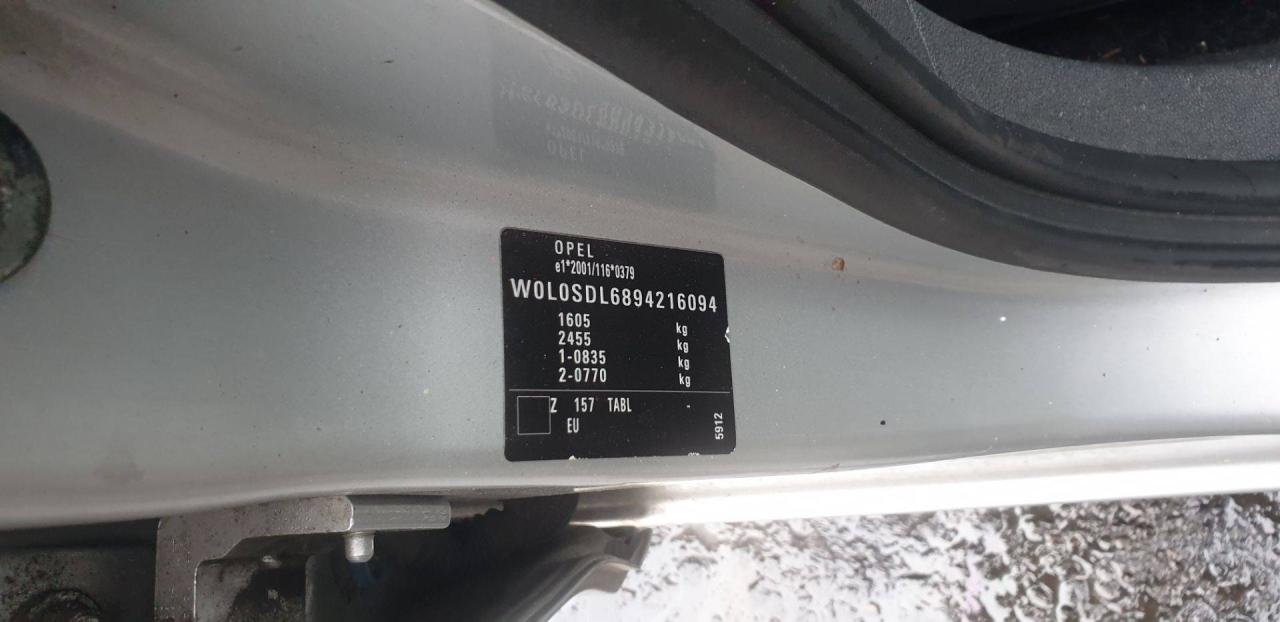 OPEL
e1*2001/116*0379
W0L0SDL6894216094
1605 kg
2455 kg
1-0835 kg
2-0770 kg
Z 157 TABL -
EU
5912